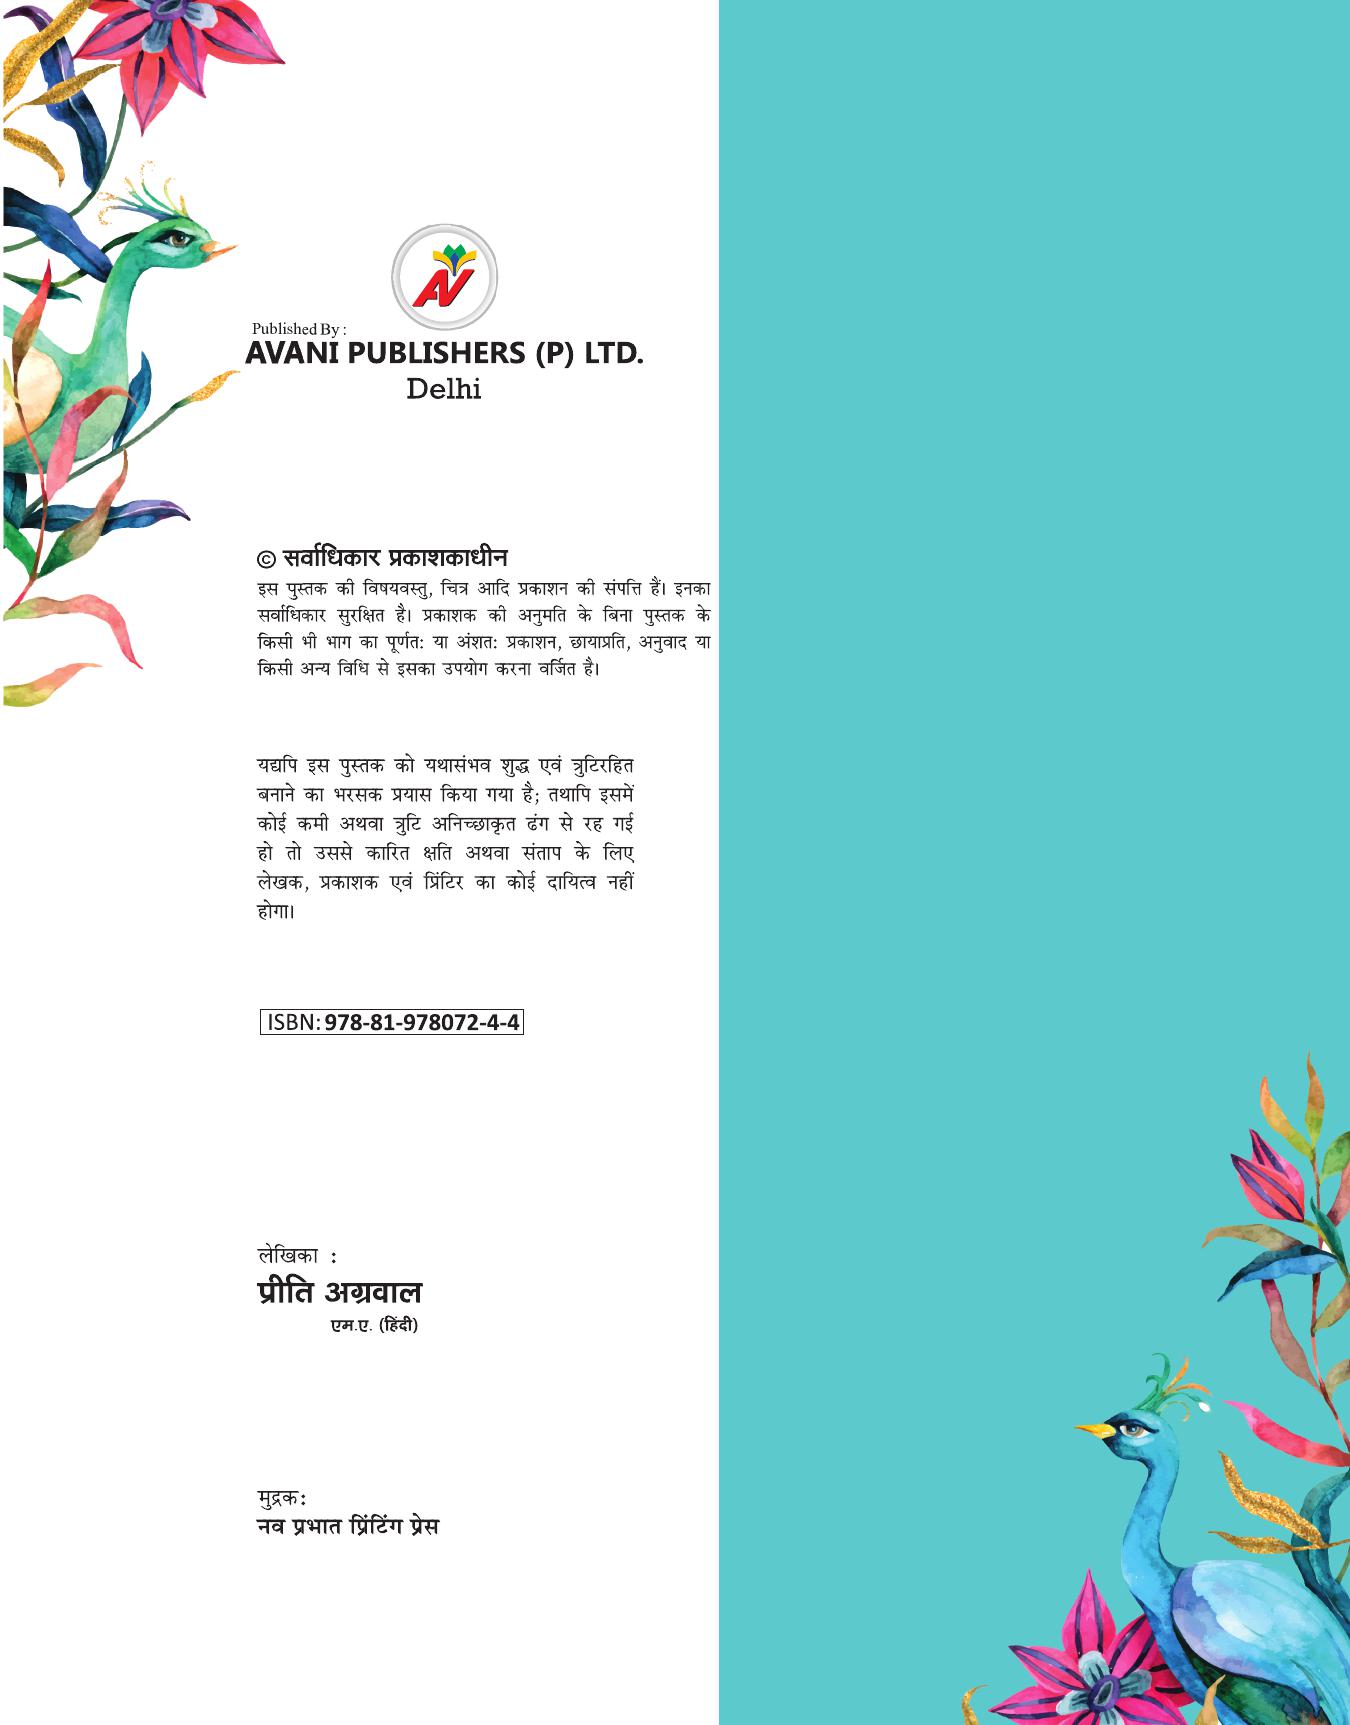 AV
Published By :
AVANI PUBLISHERS (P) LTD.
Delhi
© सर्वाधिकार प्रकाशकाधीन
इस पुस्तक की विषयवस्तु, चित्र आदि प्रकाशन की संपत्ति हैं। इनका
सर्वाधिकार सुरक्षित है। प्रकाशक की अनुमति के बिना पुस्तक के
किसी भी भाग का पूर्णतः या अंशतः प्रकाशन, छायाप्रति, अनुवाद या
किसी अन्य विधि से इसका उपयोग करना वर्जित है।
यद्यपि इस पुस्तक को यथासंभव शुद्ध एवं त्रुटिरहित
बनाने का भरसक प्रयास किया गया है; तथापि इसमें
कोई कमी अथवा त्रुटि अनिच्छाकृत ढंग से रह गई
हो तो उससे कारित क्षति अथवा संताप के लिए
लेखक, प्रकाशक एवं प्रिंटिर का कोई दायित्व नहीं
होगा।
ISBN: 978-81-978072-4-4
लेखिका :
प्रीति अग्रवाल
एम.ए. (हिंदी)
मुद्रक:
नव प्रभात प्रिंटिंग प्रेस